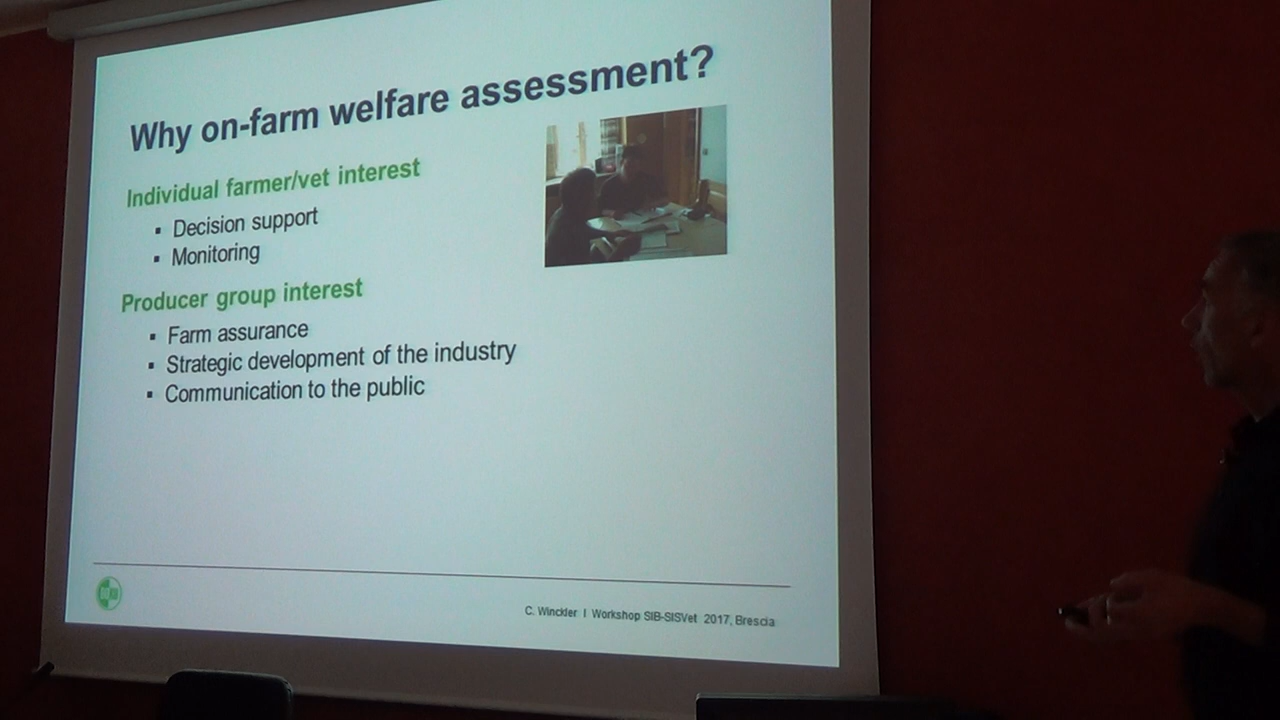 Why on-farm welfare assessment?
Individual farmer/vet interest
▪ Decision support
▪ Monitoring
Producer group interest
▪ Farm assurance
▪ Strategic development of the industry
▪ Communication to the public
C. Winckler I Workshop SIB-SISVet 2017, Brescia